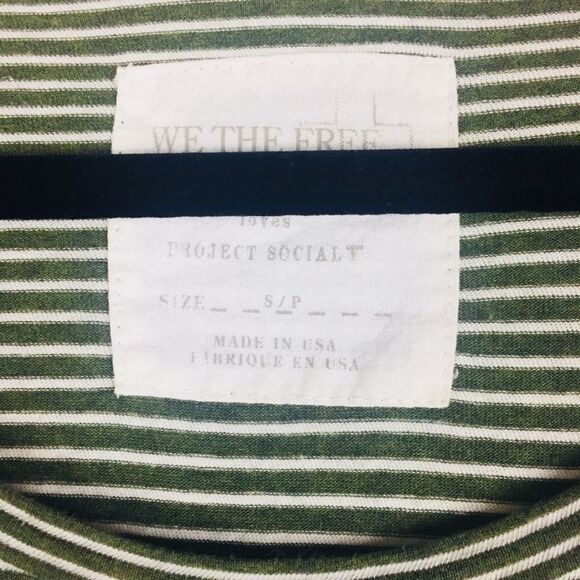 WE THE FREE
loves
PROJECT SOCIAL T
SIZE _ _ S/P _ _ _
MADE IN USA
FABRIQUE EN USA